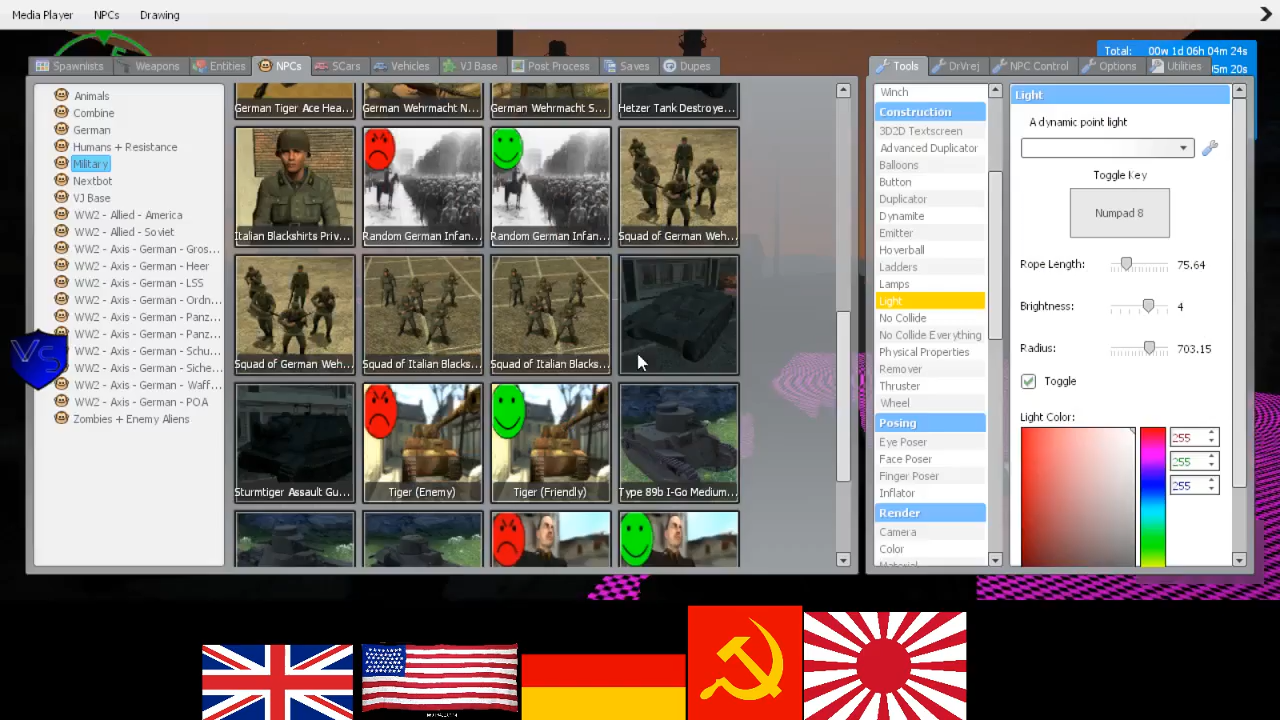 Media Player NPCs Drawing
Total: 00w 1d 06h 04m 24s
Spawnlists Weapons Entities NPCs SCars Vehicles VJ Base Post Process Saves Dupes
Tools DrVrej NPC Control Options Utilities
5m 20s
Animals
Combine
German
Humans + Resistance
Military
Nextbot
VJ Base
WW2 - Allied - America
WW2 - Allied - Soviet
WW2 - Axis - German - Gros...
WW2 - Axis - German - Heer
WW2 - Axis - German - LSS
WW2 - Axis - German - Ordn...
WW2 - Axis - German - Panz...
WW2 - Axis - German - Panz...
WW2 - Axis - German - Schu...
WW2 - Axis - German - Siche...
WW2 - Axis - German - Waff...
WW2 - Axis - German - POA
Zombies + Enemy Aliens
VS
German Tiger Ace Hea... German Wehrmacht N... German Wehrmacht S... Hetzer Tank Destroye...
Italian Blackshirts Priv... Random German Infan... Random German Infan... Squad of German Weh...
Squad of German Weh... Squad of Italian Blacks... Squad of Italian Blacks...
Sturmtiger Assault Gu... Tiger (Enemy) Tiger (Friendly) Type 89b I-Go Medium...
Winch
Construction
3D2D Textscreen
Advanced Duplicator
Balloons
Button
Duplicator
Dynamite
Emitter
Hoverball
Ladders
Lamps
Light
No Collide
No Collide Everything
Physical Properties
Remover
Thruster
Wheel
Posing
Eye Poser
Face Poser
Finger Poser
Inflator
Render
Camera
Color
Material
Light
A dynamic point light
Toggle Key
Numpad 8
Rope Length: 75.64
Brightness: 4
Radius: 703.15
Toggle
Light Color:
255
255
255